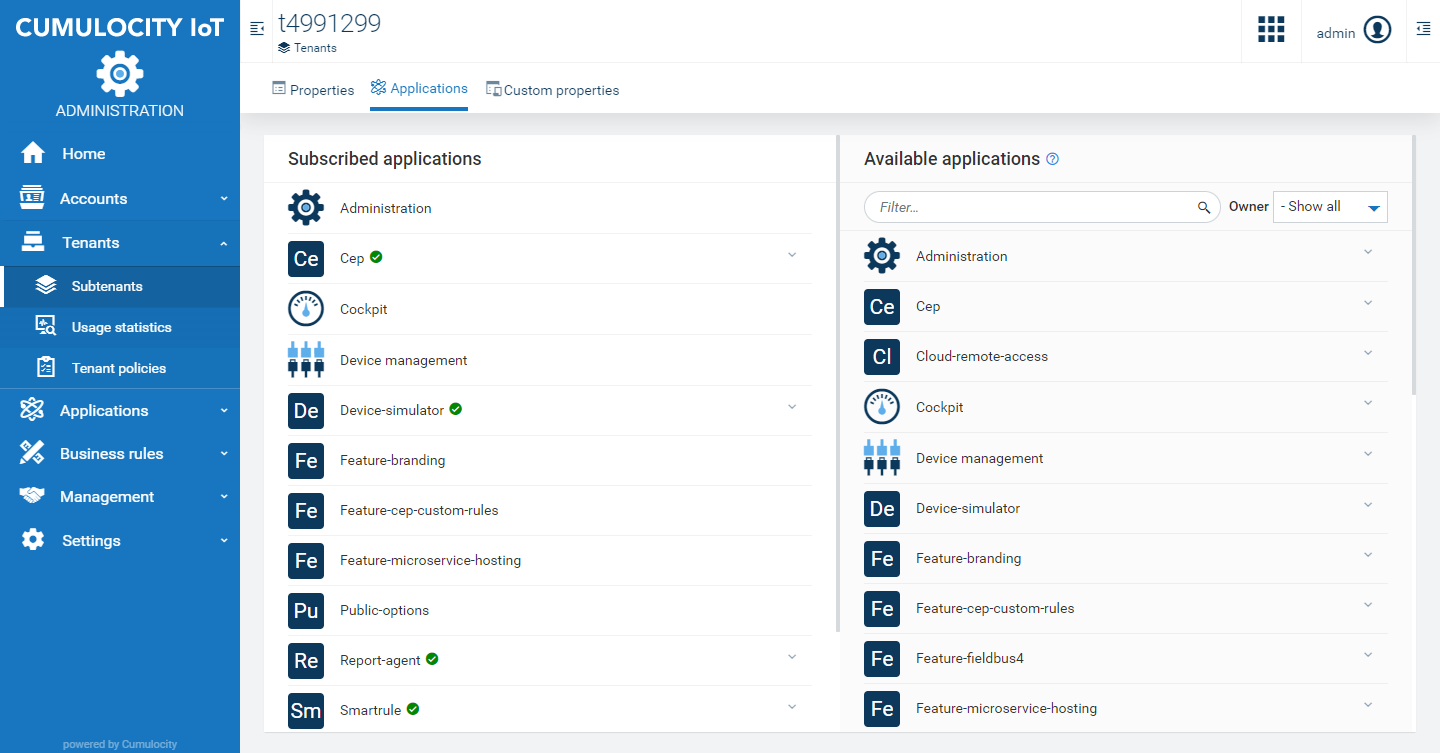 CUMULOCITY IoT
ADMINISTRATION
Home
Accounts
Tenants
Subtenants
Usage statistics
Tenant policies
Applications
Business rules
Management
Settings
powered by Cumulocity
t4991299
Tenants
admin
Properties
Applications
Custom properties
Subscribed applications
Administration
Ce Cep
Cockpit
Device management
De Device-simulator
Fe Feature-branding
Fe Feature-cep-custom-rules
Fe Feature-microservice-hosting
Pu Public-options
Re Report-agent
Sm Smartrule
Available applications ?
Filter... Owner - Show all
Administration
Ce Cep
Cl Cloud-remote-access
Cockpit
Device management
De Device-simulator
Fe Feature-branding
Fe Feature-cep-custom-rules
Fe Feature-fieldbus4
Fe Feature-microservice-hosting